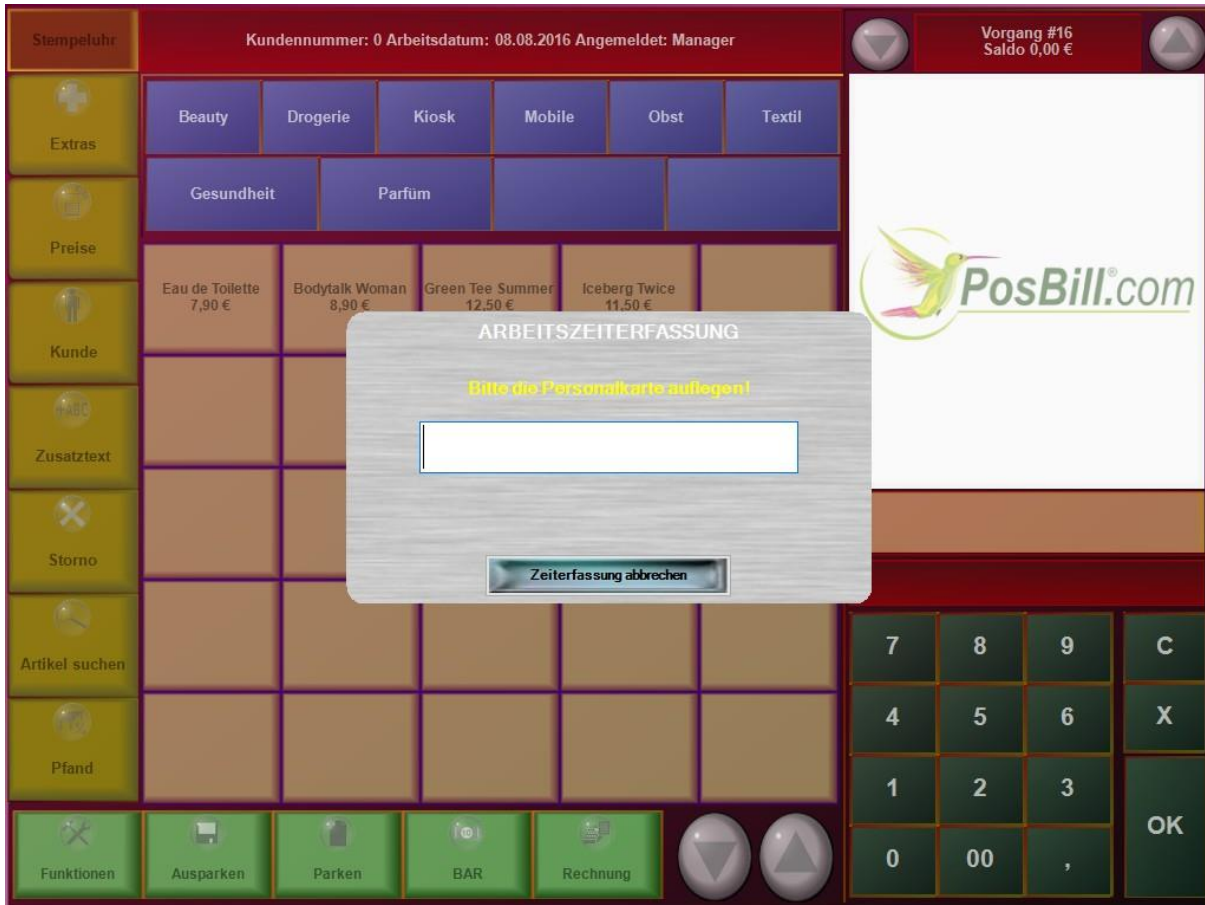 Stempeluhr
Kundennummer: 0 Arbeitsdatum: 08.08.2016 Angemeldet: Manager
Vorgang #16
Saldo 0,00 €
Extras
Preise
Kunde
+ABC
Zusatztext
Storno
Artikel suchen
Pfand
Beauty
Drogerie
Kiosk
Mobile
Obst
Textil
Gesundheit
Parfüm
Eau de Toilette
7,90 €
Bodytalk Woman
8,90 €
Green Tee Summer
12,50 €
Iceberg Twice
11,50 €
PosBill.com®
ARBEITSZEITERFASSUNG
Bitte die Personalkarte auflegen!
Zeiterfassung abbrechen
7 8 9 C
4 5 6 X
1 2 3
OK
0 00 ,
Funktionen
Ausparken
Parken
10
BAR
Rechnung